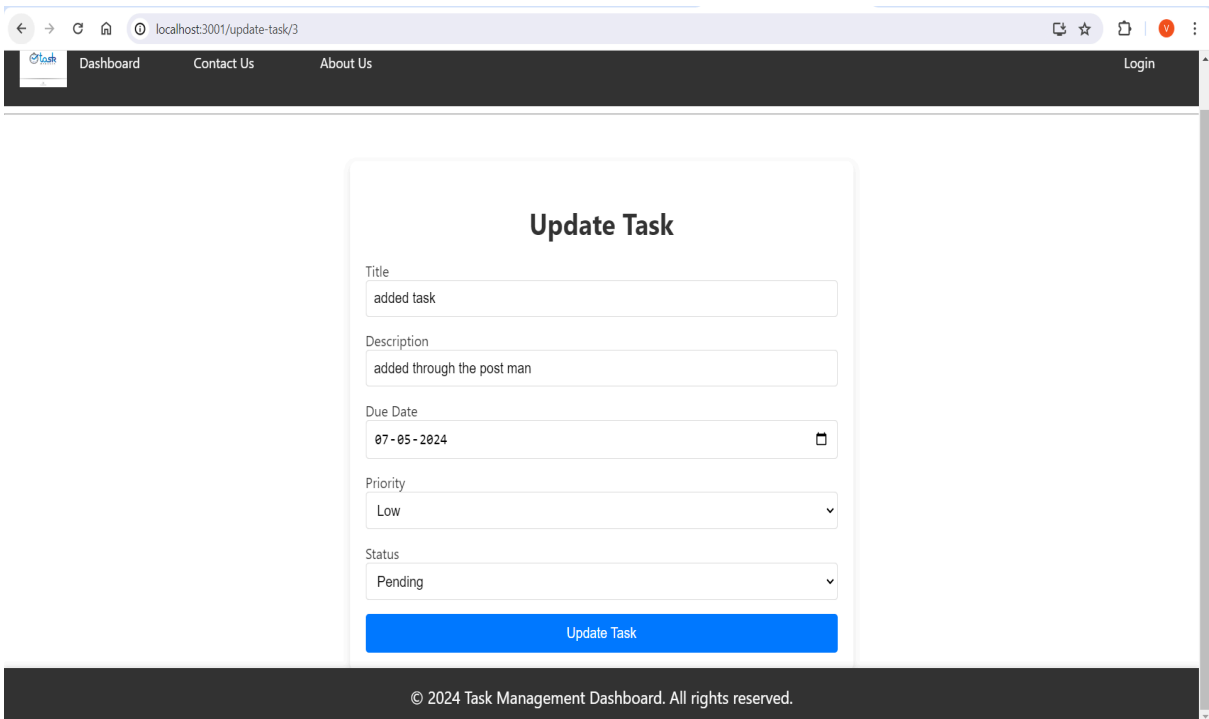 localhost:3001/update-task/3
V
task
Dashboard Contact Us About Us Login
Update Task
Title
added task
Description
added through the post man
Due Date
07-05-2024
Priority
Low
Status
Pending
Update Task
© 2024 Task Management Dashboard. All rights reserved.